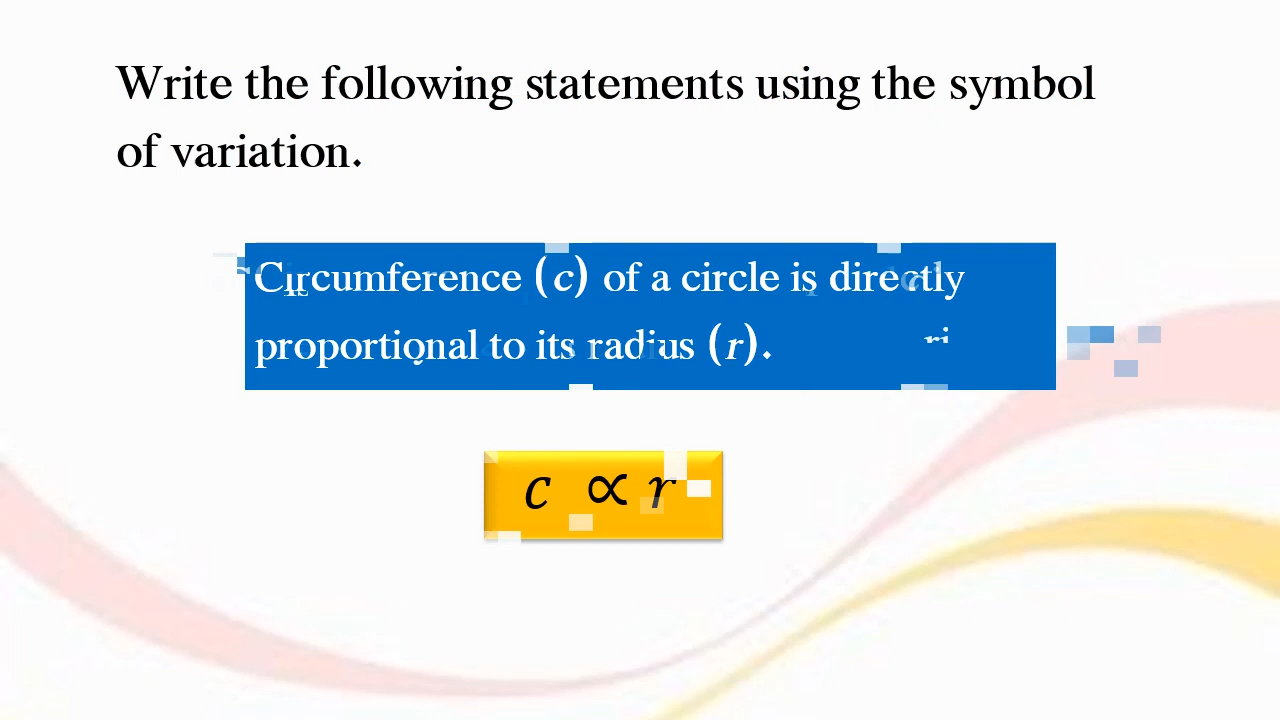 Write the following statements using the symbol
of variation.
Circumference (c) of a circle is directly
proportional to its radius (r).
c ∝ r